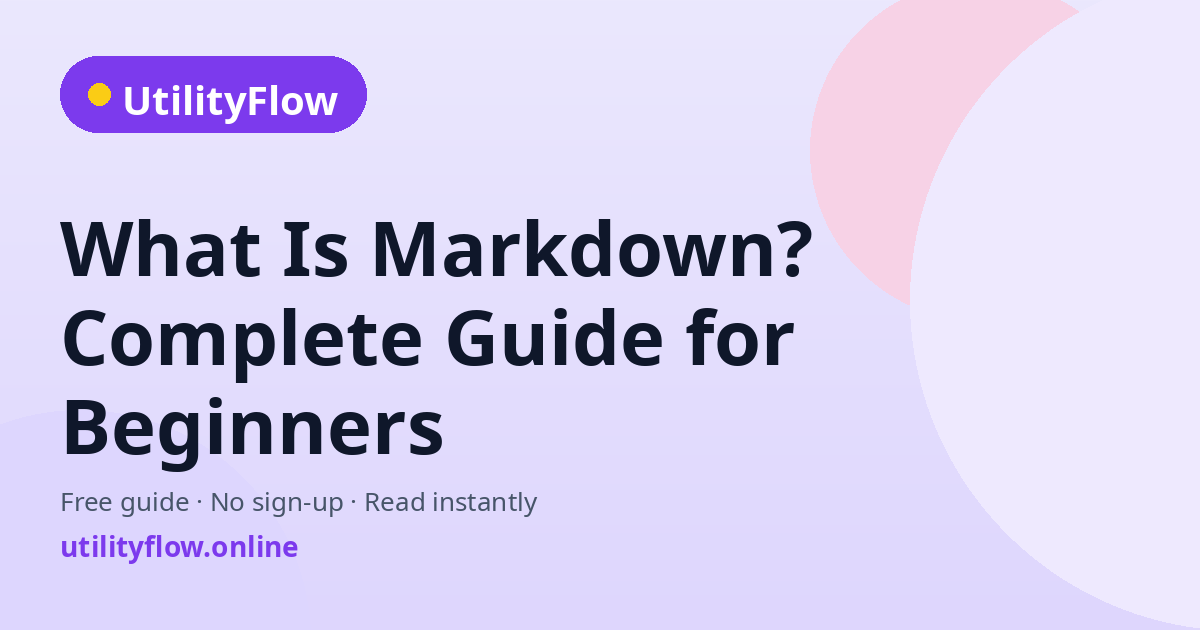 UtilityFlow
What Is Markdown?
Complete Guide for
Beginners
Free guide · No sign-up · Read instantly
utilityflow.online